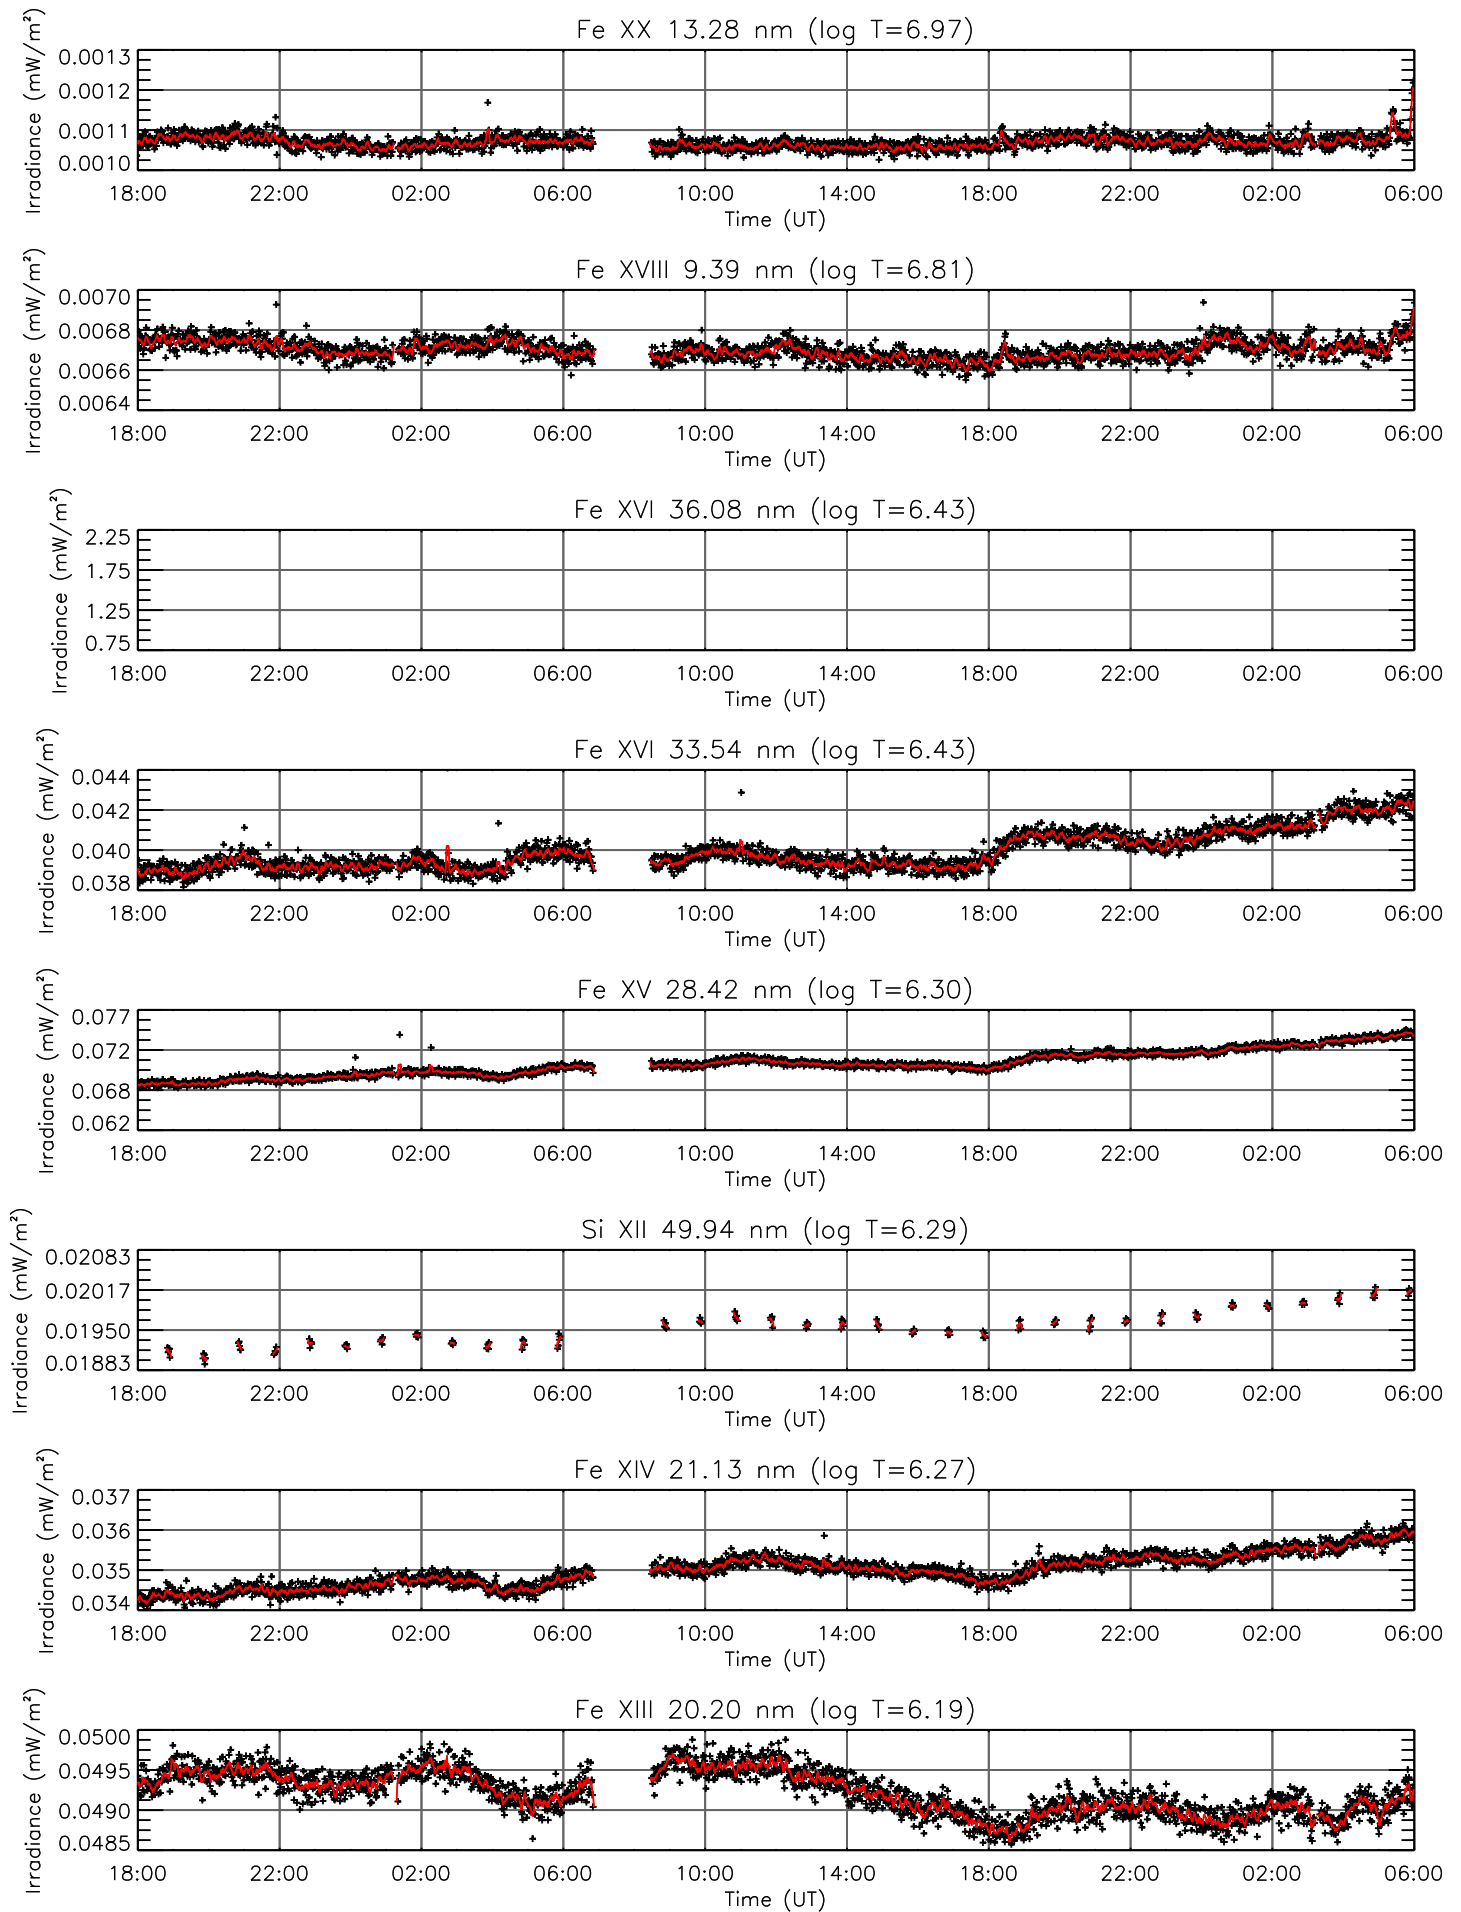 Fe XX 13.28 nm (log T=6.97)
Irradiance (mW/m²)
0.0013
0.0012
0.0011
0.0010
18:00 22:00 02:00 06:00 10:00 14:00 18:00 22:00 02:00 06:00
Time (UT)
Fe XVIII 9.39 nm (log T=6.81)
Irradiance (mW/m²)
0.0070
0.0068
0.0066
0.0064
18:00 22:00 02:00 06:00 10:00 14:00 18:00 22:00 02:00 06:00
Time (UT)
Fe XVI 36.08 nm (log T=6.43)
Irradiance (mW/m²)
2.25
1.75
1.25
0.75
18:00 22:00 02:00 06:00 10:00 14:00 18:00 22:00 02:00 06:00
Time (UT)
Fe XVI 33.54 nm (log T=6.43)
Irradiance (mW/m²)
0.044
0.042
0.040
0.038
18:00 22:00 02:00 06:00 10:00 14:00 18:00 22:00 02:00 06:00
Time (UT)
Fe XV 28.42 nm (log T=6.30)
Irradiance (mW/m²)
0.077
0.072
0.068
0.062
18:00 22:00 02:00 06:00 10:00 14:00 18:00 22:00 02:00 06:00
Time (UT)
Si XII 49.94 nm (log T=6.29)
Irradiance (mW/m²)
0.02083
0.02017
0.01950
0.01883
18:00 22:00 02:00 06:00 10:00 14:00 18:00 22:00 02:00 06:00
Time (UT)
Fe XIV 21.13 nm (log T=6.27)
Irradiance (mW/m²)
0.037
0.036
0.035
0.034
18:00 22:00 02:00 06:00 10:00 14:00 18:00 22:00 02:00 06:00
Time (UT)
Fe XIII 20.20 nm (log T=6.19)
Irradiance (mW/m²)
0.0500
0.0495
0.0490
0.0485
18:00 22:00 02:00 06:00 10:00 14:00 18:00 22:00 02:00 06:00
Time (UT)